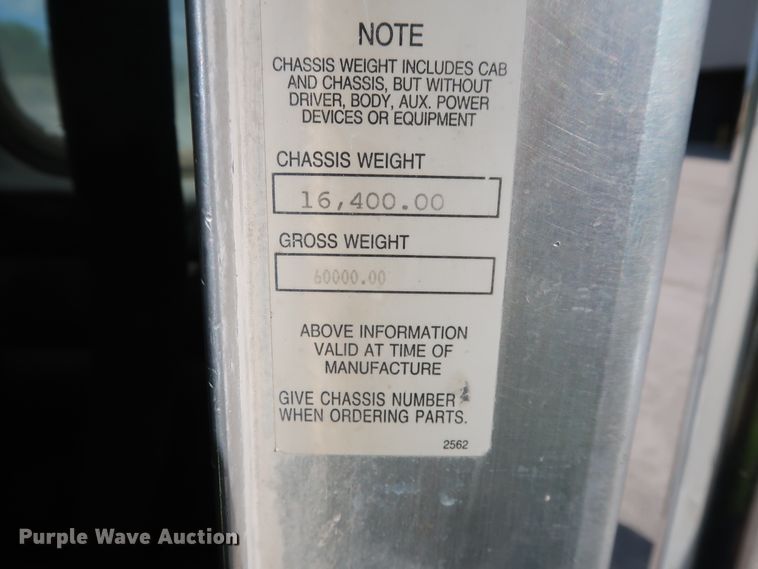 NOTE
CHASSIS WEIGHT INCLUDES CAB
AND CHASSIS, BUT WITHOUT
DRIVER, BODY, AUX. POWER
DEVICES OR EQUIPMENT
CHASSIS WEIGHT
16,400.00
GROSS WEIGHT
60000.00
ABOVE INFORMATION
VALID AT TIME OF
MANUFACTURE
GIVE CHASSIS NUMBER
WHEN ORDERING PARTS.
2562
Purple Wave Auction